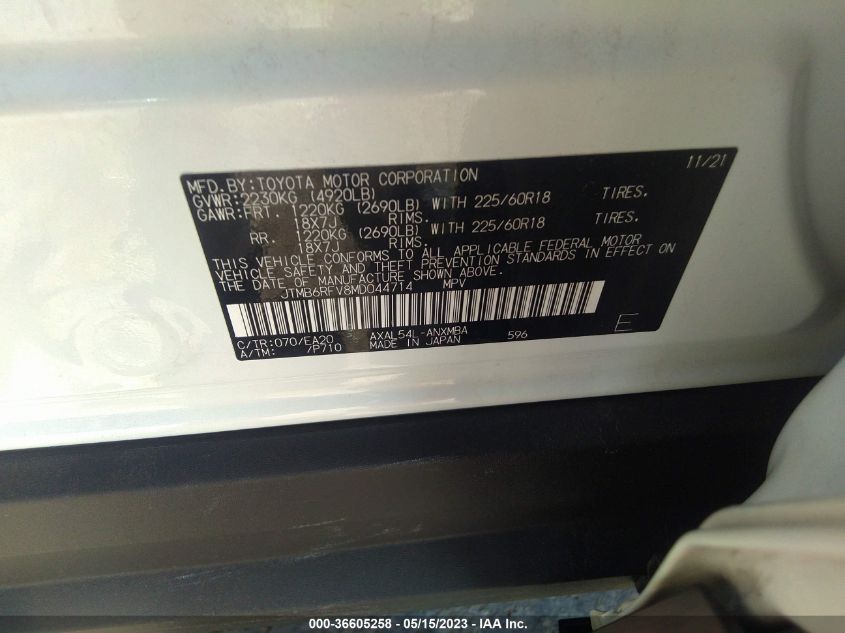 11/21
MFD. BY: TOYOTA MOTOR CORPORATION
GVWR: 2230KG (4920LB)
GAWR: FRT. 1220KG (2690LB) WITH 225/60R18 TIRES.
18X7J RIMS.
RR. 1220KG (2690LB) WITH 225/60R18 TIRES.
18X7J RIMS.
THIS VEHICLE CONFORMS TO ALL APPLICABLE FEDERAL MOTOR
VEHICLE SAFETY AND THEFT PREVENTION STANDARDS IN EFFECT ON
THE DATE OF MANUFACTURE SHOWN ABOVE.
JTMB6RFV8MD044714 MPV
C/TR: 070/EA20 AXAL54L-ANXMBA 596
A/TM: /P710 MADE IN JAPAN
E
000-36605258 - 05/15/2023 - IAA Inc.